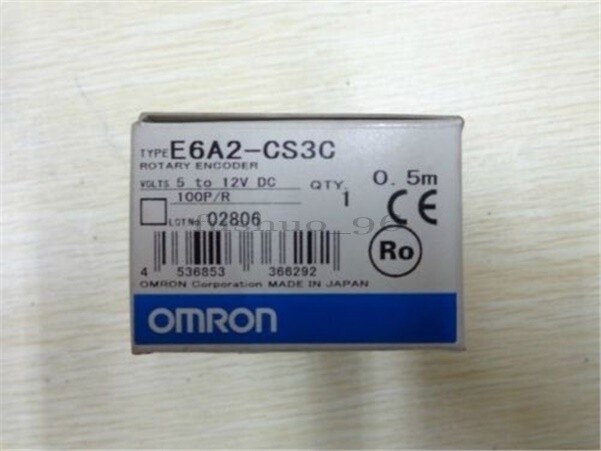 TYPE E6A2-CS3C
ROTARY ENCODER
VOLTS 5 to 12V DC QTY. 0.5m
100P/R 1 CE
LOT No 02806
Ro
4 536853 366292
OMRON Corporation MADE IN JAPAN
OMRON